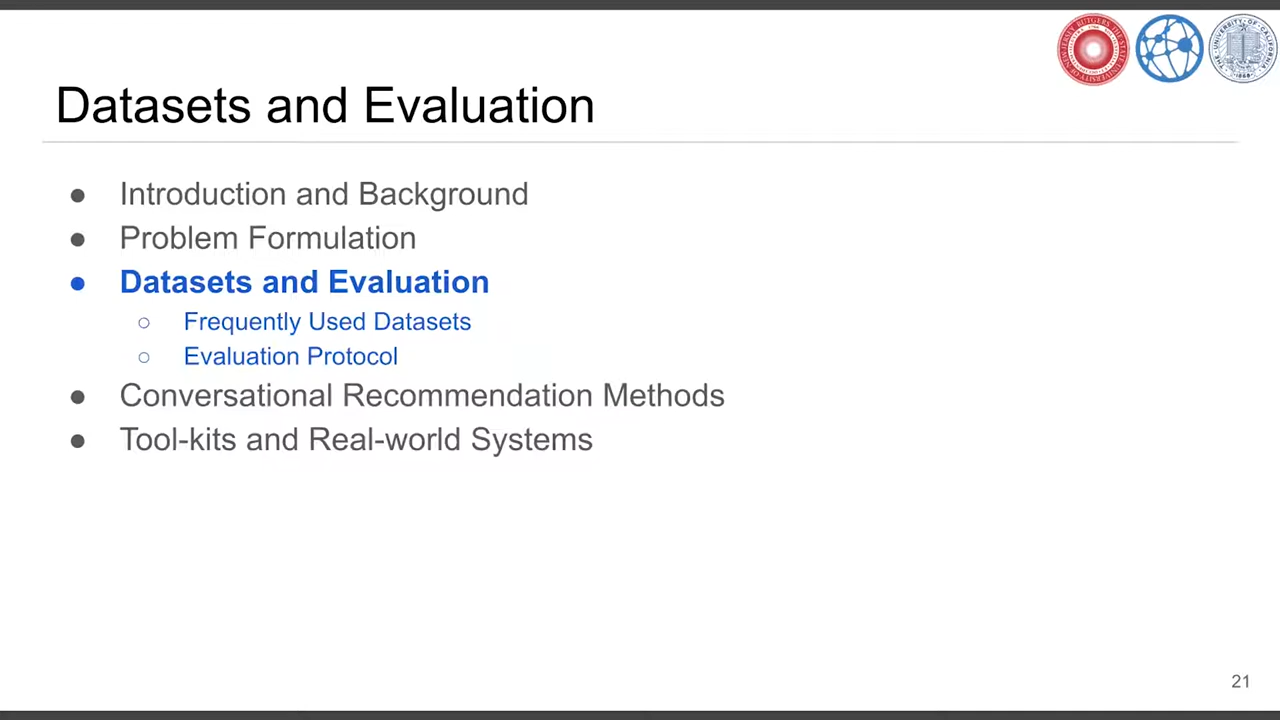 Datasets and Evaluation
● Introduction and Background
● Problem Formulation
● Datasets and Evaluation
○ Frequently Used Datasets
○ Evaluation Protocol
● Conversational Recommendation Methods
● Tool-kits and Real-world Systems
21